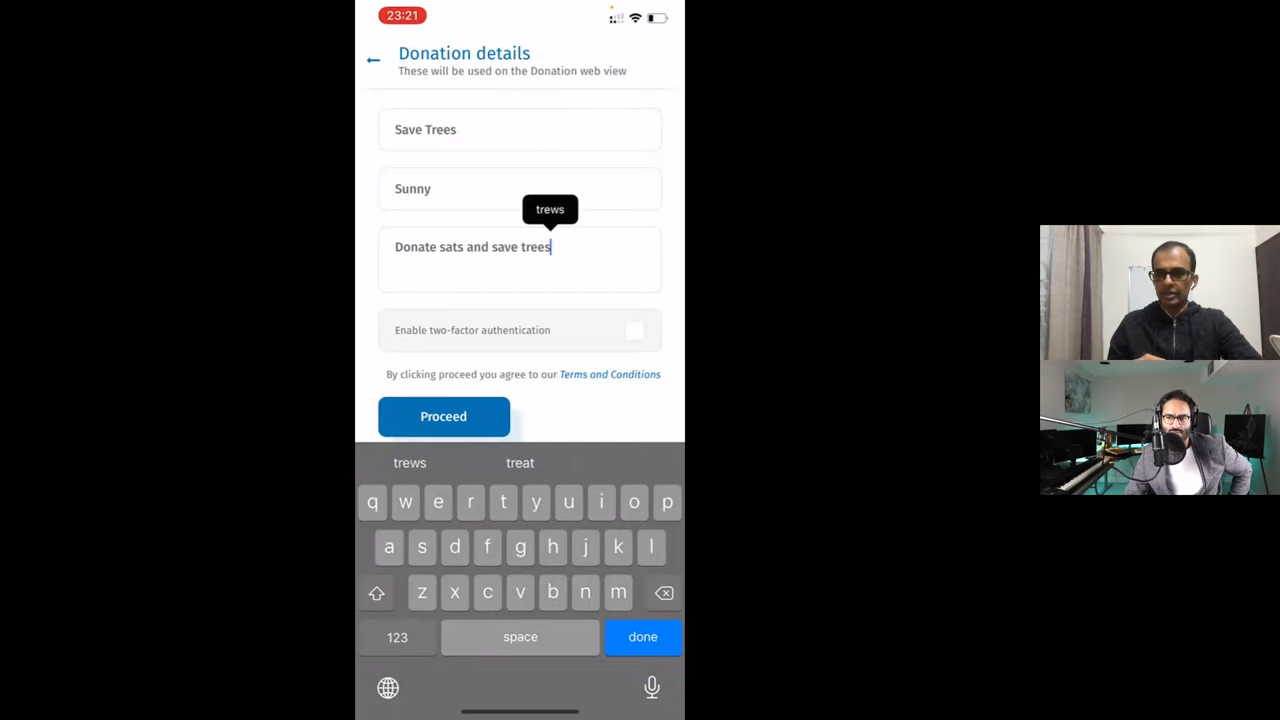 23:21
Donation details
These will be used on the Donation web view
Save Trees
Sunny
trews
Donate sats and save trees
Enable two-factor authentication
By clicking proceed you agree to our Terms and Conditions
Proceed
trews treat
q w e r t y u i o p
a s d f g h j k l
z x c v b n m
123 space done